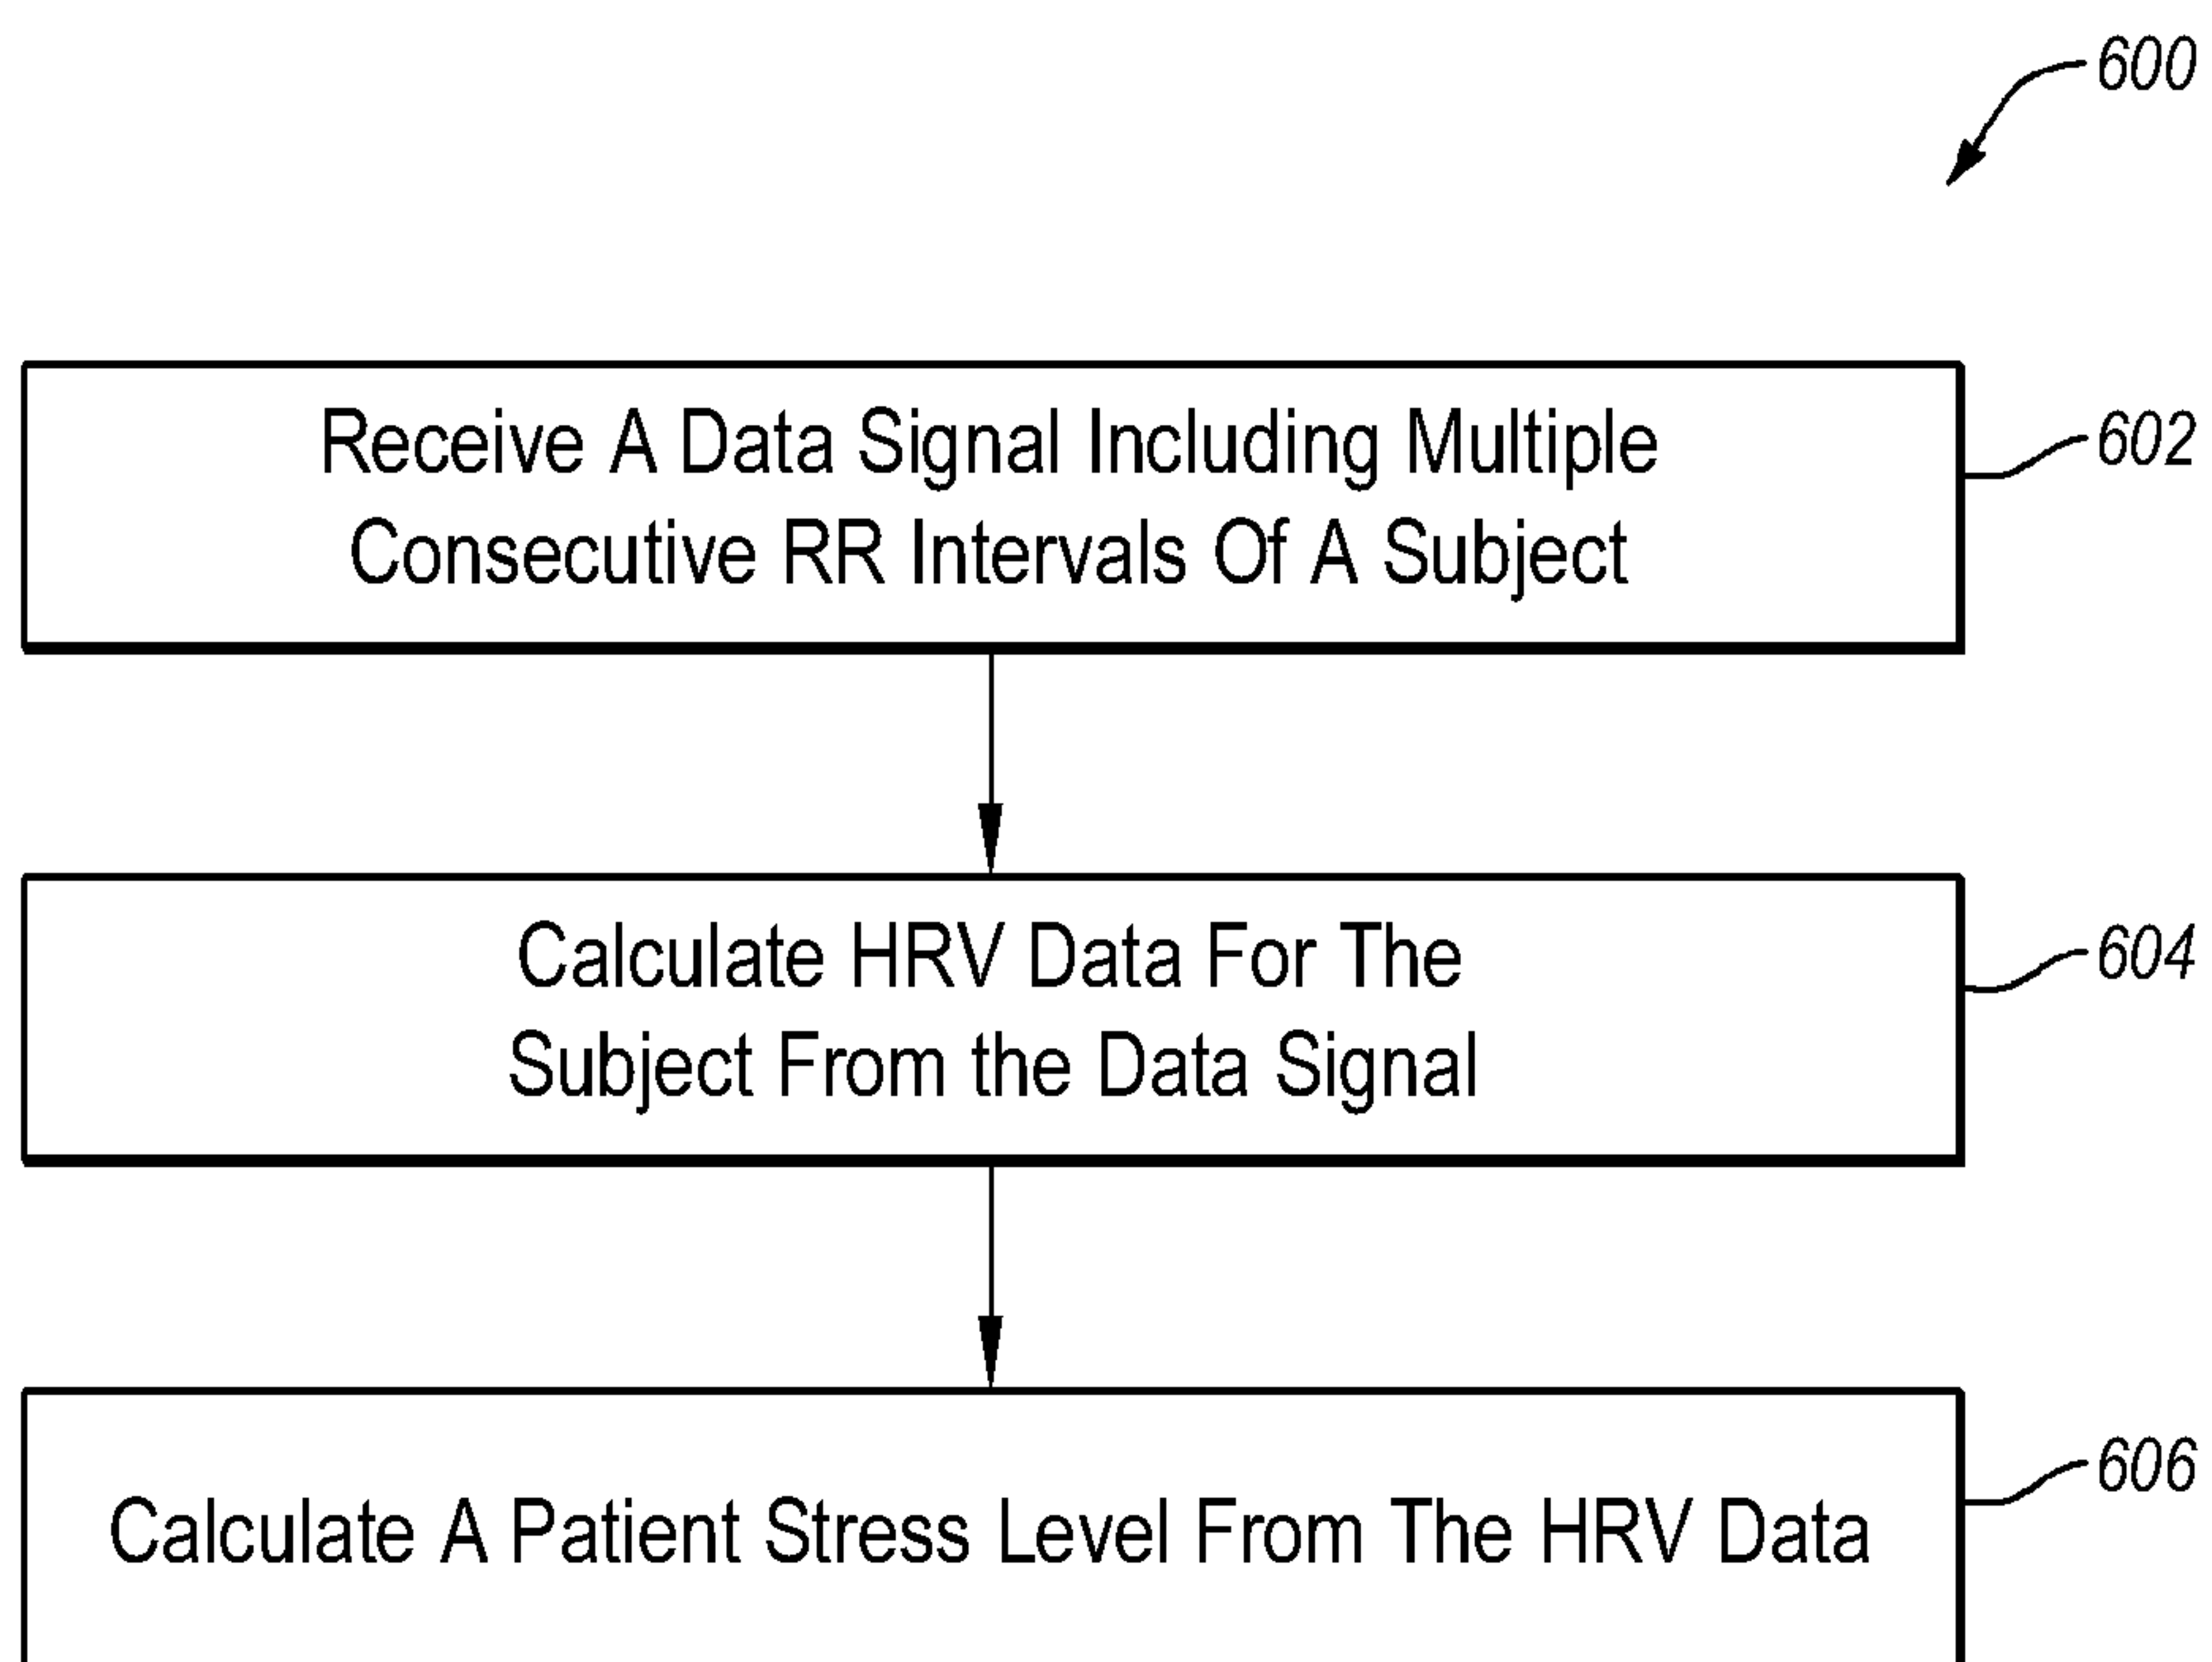 600
Receive A Data Signal Including Multiple
Consecutive RR Intervals Of A Subject
602
Calculate HRV Data For The
Subject From the Data Signal
604
Calculate A Patient Stress Level From The HRV Data
606